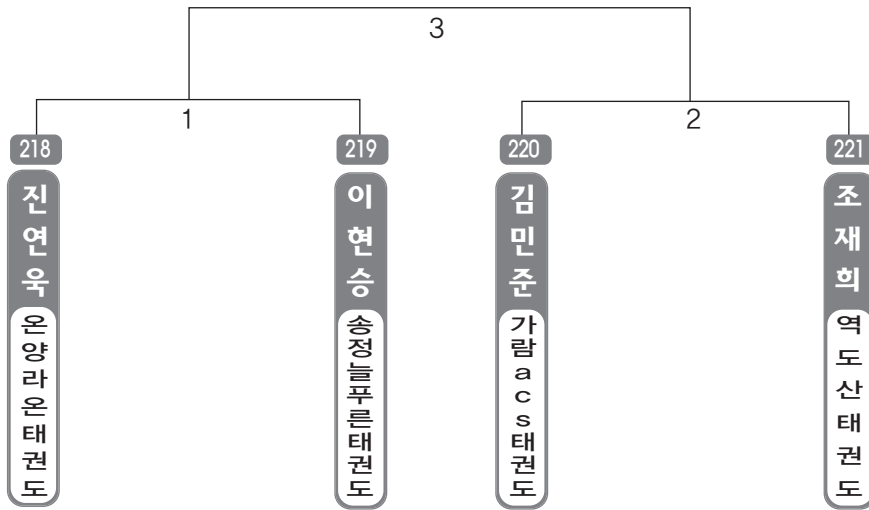 3
1
2
218
219
220
221
진연욱
이현승
김민준
조재희
온양라온태권도
송정늘푸른태권도
가람acs태권도
역도산태권도